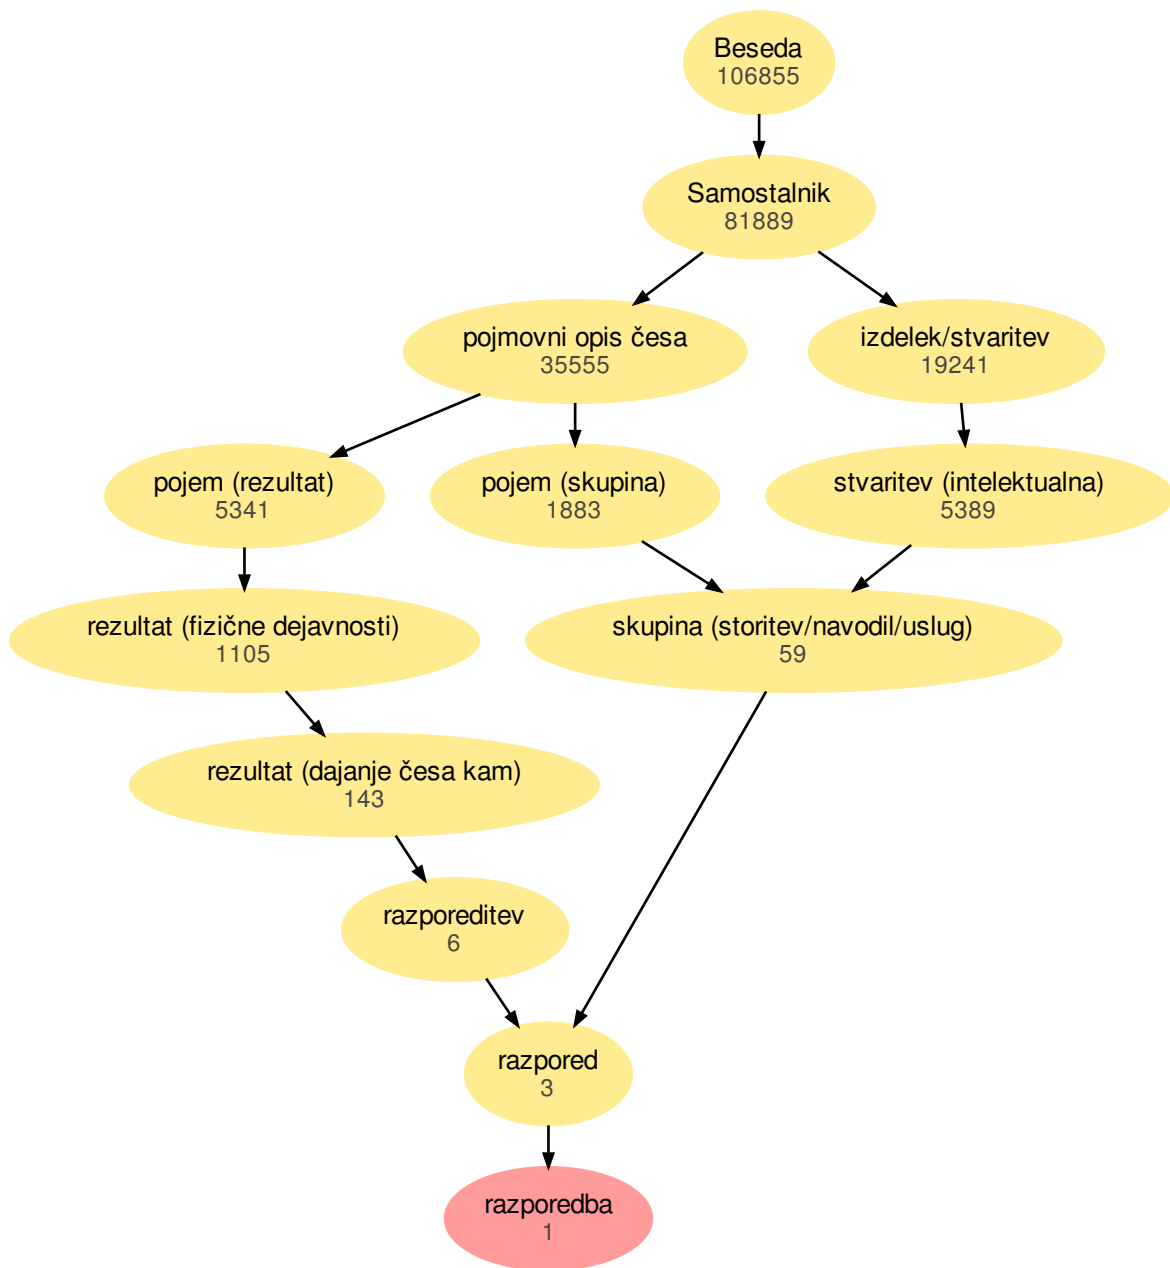 Beseda
106855
Samostalnik
81889
pojmovni opis česa
35555
izdelek/stvaritev
19241
pojem (rezultat)
5341
pojem (skupina)
1883
stvaritev (intelektualna)
5389
rezultat (fizične dejavnosti)
1105
skupina (storitev/navodil/uslug)
59
rezultat (dajanje česa kam)
143
razporeditev
6
razpored
3
razporedba
1